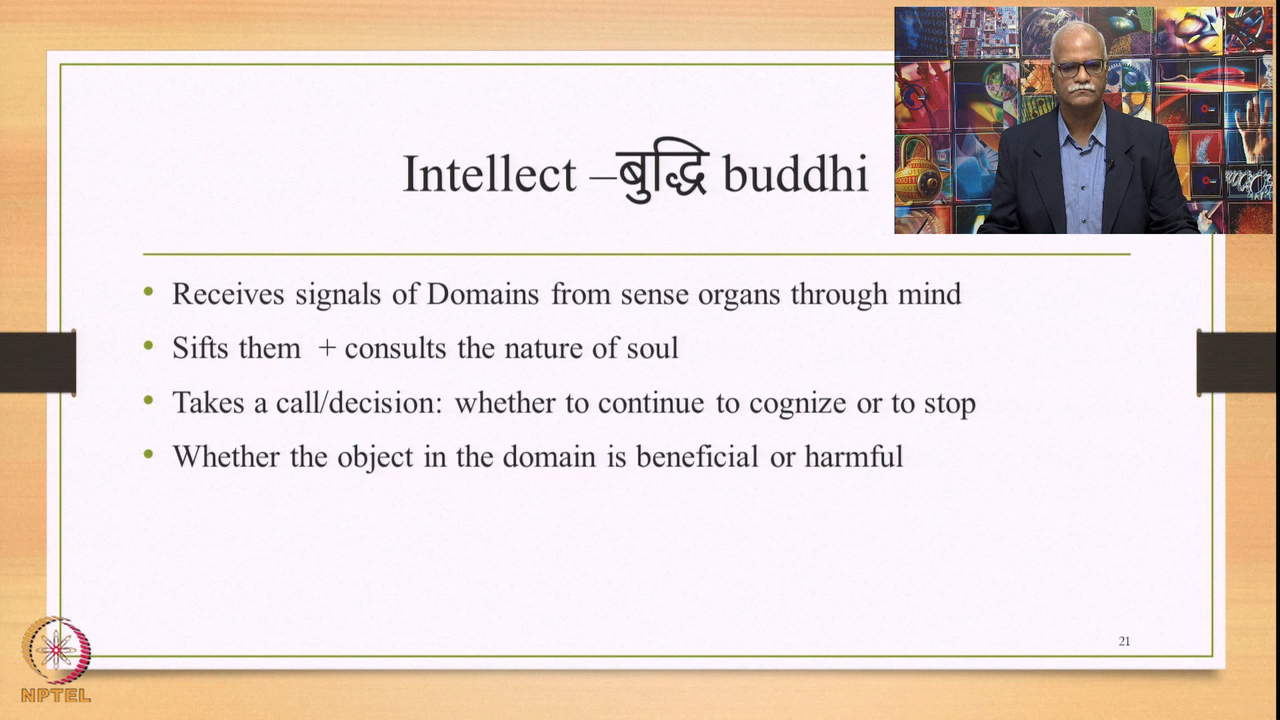 Intellect –बुद्धि buddhi
• Receives signals of Domains from sense organs through mind
• Sifts them + consults the nature of soul
• Takes a call/decision: whether to continue to cognize or to stop
• Whether the object in the domain is beneficial or harmful
21
NPTEL